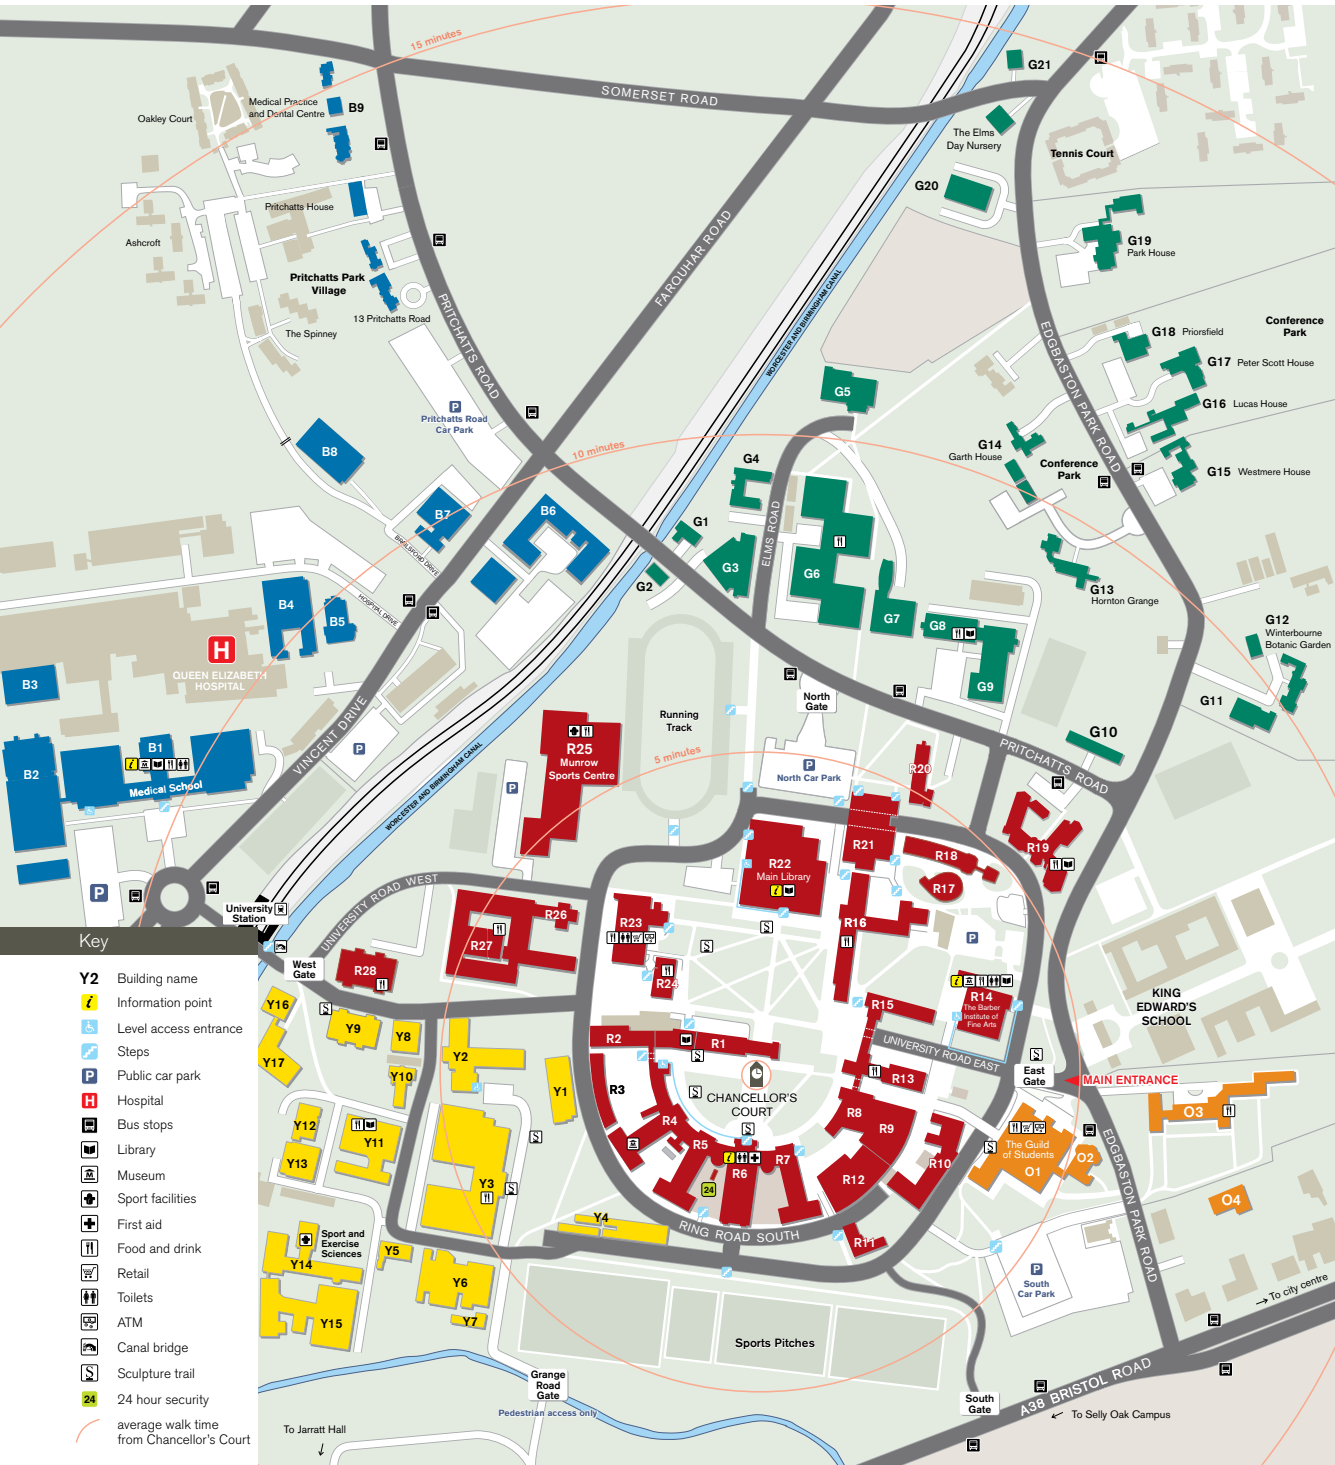 15 minutes
SOMERSET ROAD
G21
Medical Practice
and Dental Centre
B9
Oakley Court
The Elms
Day Nursery
Tennis Court
G20
Pritchatts House
Ashcroft
G19
Park House
Pritchatts Park
Village
13 Pritchatts Road
The Spinney
PRITCHATTS ROAD
FARQUHAR ROAD
WORCESTER AND BIRMINGHAM CANAL
EDGBASTON PARK ROAD
G18 Priorsfield
Conference
Park
G17 Peter Scott House
G16 Lucas House
G15 Westmere House
G5
P
Pritchatts Road
Car Park
10 minutes
G14
Garth House
Conference
Park
B8
G4
B7
B6
G1
ELMS ROAD
G3
G6
G2
BRAILSFORD DRIVE
HOSPITAL DRIVE
G13
Hornton Grange
B4
B5
G7
G8
G12
Winterbourne
Botanic Garden
H
QUEEN ELIZABETH
HOSPITAL
B3
G9
G11
North
Gate
Running
Track
G10
VINCENT DRIVE
B1
Medical School
B2
P
R25
Munrow
Sports Centre
5 minutes
P
North Car Park
R20
PRITCHATTS ROAD
WORCESTER AND BIRMINGHAM CANAL
P
R21
R18
R19
R22
Main Library
R17
P
University
Station
UNIVERSITY ROAD WEST
R26
R23
R16
R27
P
West
Gate
R28
R24
R14
The Barber
Institute of
Fine Arts
R15
KING
EDWARD'S
SCHOOL
Y16
Y9
Y8
Y2
R2
R1
UNIVERSITY ROAD EAST
East
Gate
MAIN ENTRANCE
Y17
Y10
Y1
R3
CHANCELLOR'S
COURT
R13
O3
Y12
Y11
R4
R8
R9
The Guild
of Students
O1
O2
Y13
R5
R6
R7
R10
R12
Y3
24
O4
Y4
RING ROAD SOUTH
R11
EDGBASTON PARK ROAD
Sport and
Exercise
Sciences
Y14
Y5
Y6
P
South
Car Park
To city centre
Y15
Y7
Sports Pitches
Grange
Road
Gate
Pedestrian access only
South
Gate
A38 BRISTOL ROAD
To Selly Oak Campus
To Jarratt Hall
Key
Y2 Building name
i Information point
Level access entrance
Steps
P Public car park
H Hospital
Bus stops
Library
Museum
Sport facilities
First aid
Food and drink
Retail
Toilets
ATM
Canal bridge
S Sculpture trail
24 24 hour security
average walk time
from Chancellor's Court